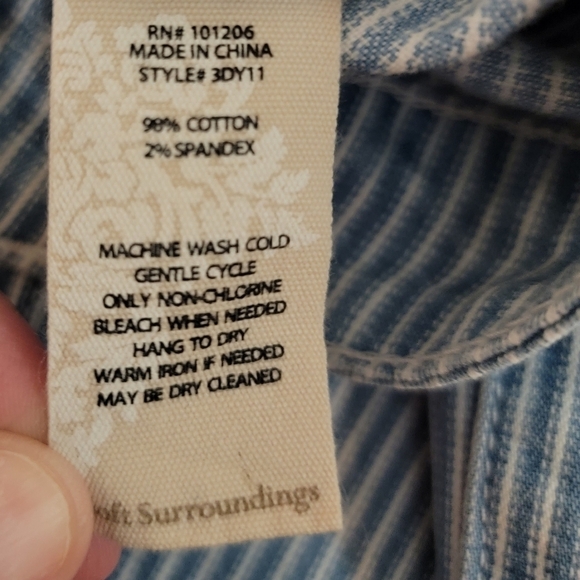 RN# 101206
MADE IN CHINA
STYLE# 3DY11
98% COTTON
2% SPANDEX
MACHINE WASH COLD
GENTLE CYCLE
ONLY NON-CHLORINE
BLEACH WHEN NEEDED
HANG TO DRY
WARM IRON IF NEEDED
MAY BE DRY CLEANED
oft Surroundings